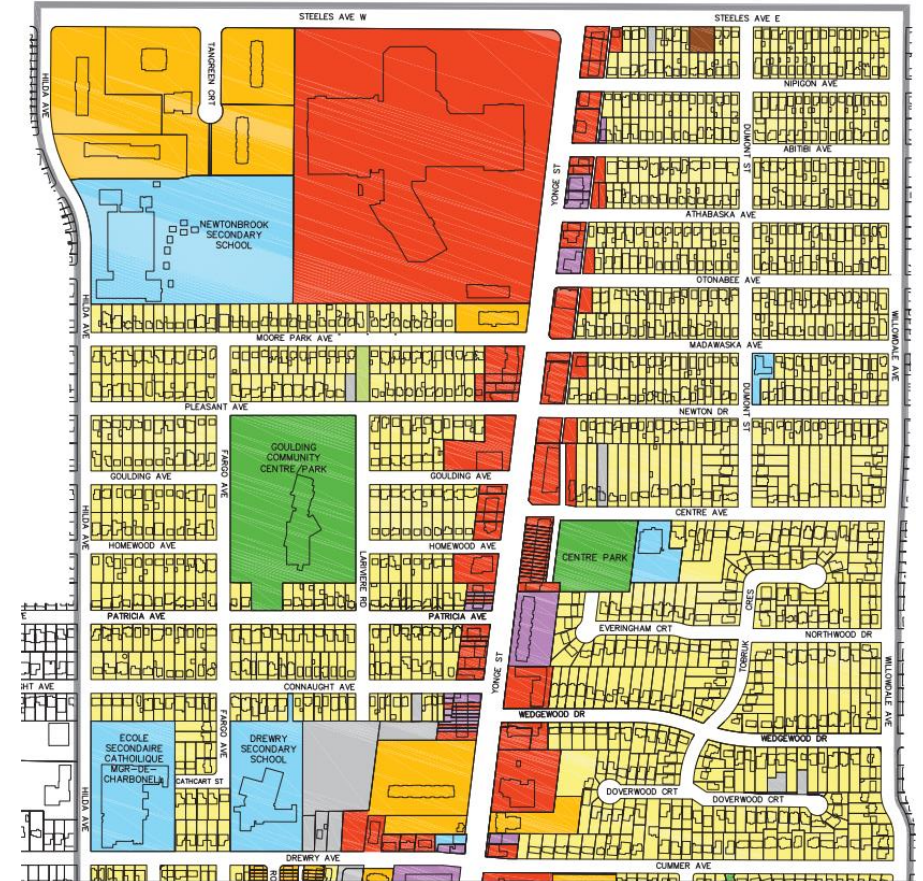 STEELES AVE W
STEELES AVE E
HILDA AVE
TANGREEN CRT
NIPIGON AVE
DUMONT ST
ABITIBI AVE
YONGE ST
ATHABASKA AVE
NEWTONBROOK
SECONDARY
SCHOOL
OTONABEE AVE
HILDA AVE
MOORE PARK AVE
MADAWASKA AVE
WILLOWDALE AVE
PLEASANT AVE
NEWTON DR
DUMONT ST
GOULDING
COMMUNITY
CENTRE/PARK
FARGO AVE
GOULDING AVE
GOULDING AVE
CENTRE AVE
HILDA AVE
HOMEWOOD AVE
HOMEWOOD AVE
LARIVIERE RD
CENTRE PARK
CRES
PATRICIA AVE
PATRICIA AVE
EVERINGHAM CRT
NORTHWOOD DR
TOBRUK
YONGE ST
WILLOWDALE AVE
GHT AVE
CONNAUGHT AVE
WEDGEWOOD DR
WEDGEWOOD DR
FARGO AVE
ECOLE
SECONDAIRE
CATHOILIQUE
MGR-DE-
CHARBONELL
DREWRY
SECONDARY
SCHOOL
CATHCART ST
HILDA AVE
DOVERWOOD CRT
DOVERWOOD CRT
DREWRY AVE
CUMMER AVE